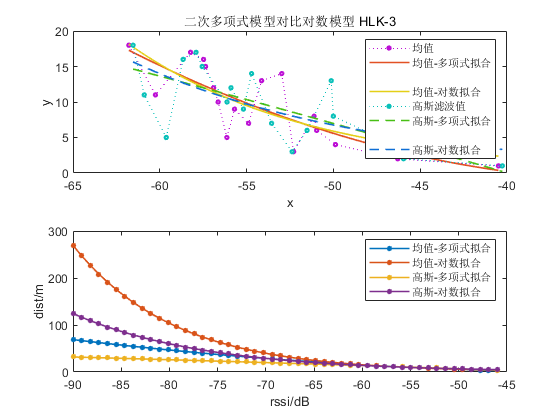 二次多项式模型对比对数模型 HLK-3
20
15
10
5
0
y
-65
-60
-55
-50
-45
-40
x
均值
均值-多项式拟合
均值-对数拟合
高斯滤波值
高斯-多项式拟合
高斯-对数拟合
300
200
100
0
dist/m
-90
-85
-80
-75
-70
-65
-60
-55
-50
-45
rssi/dB
均值-多项式拟合
均值-对数拟合
高斯-多项式拟合
高斯-对数拟合